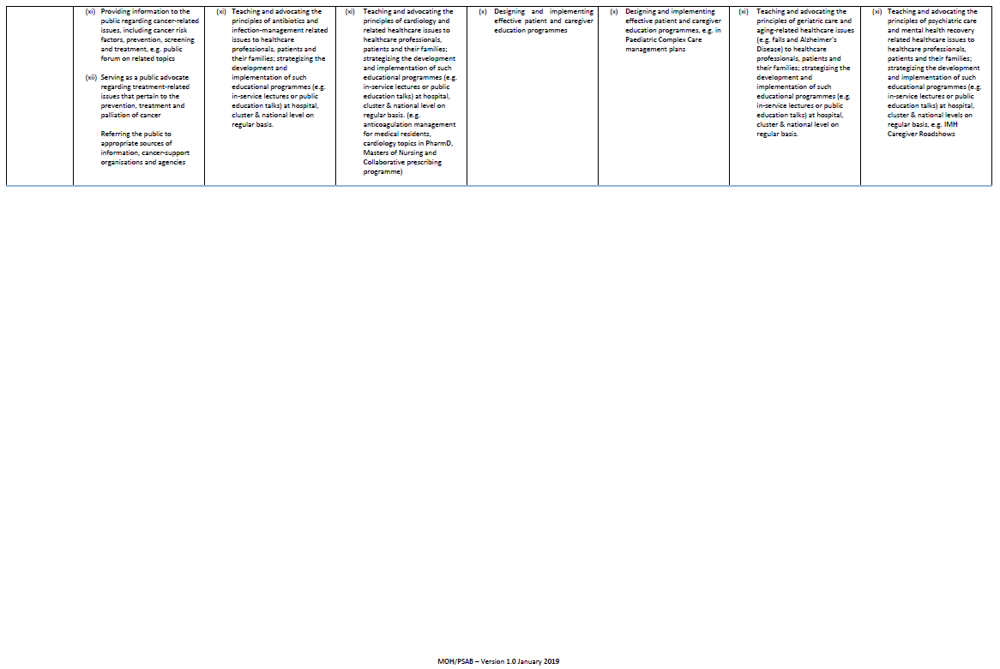 (xi) Providing information to the
public regarding cancer-related
issues, including cancer risk
factors, prevention, screening
and treatment, e.g. public
forum on related topics
(xii) Serving as a public advocate
regarding treatment-related
issues that pertain to the
prevention, treatment and
palliation of cancer
Referring the public to
appropriate sources of
information, cancer-support
organisations and agencies
(xi) Teaching and advocating the
principles of antibiotics and
infection-management related
issues to healthcare
professionals, patients and
their families; strategizing the
development and
implementation of such
educational programmes (e.g.
in-service lectures or public
education talks) at hospital,
cluster & national level on
regular basis.
(xi) Teaching and advocating the
principles of cardiology and
related healthcare issues to
healthcare professionals,
patients and their families;
strategizing the development
and implementation of such
educational programmes (e.g.
in-service lectures or public
education talks) at hospital,
cluster & national level on
regular basis. (e.g.
anticoagulation management
for medical residents,
cardiology topics in PharmD,
Masters of Nursing and
Collaborative prescribing
programme)
(x) Designing and implementing
effective patient and caregiver
education programmes
(x) Designing and implementing
effective patient and caregiver
education programmes, e.g. in
Paediatric Complex Care
management plans
(xi) Teaching and advocating the
principles of geriatric care and
aging-related healthcare issues
(e.g. falls and Alzheimer's
Disease) to healthcare
professionals, patients and
their families; strategizing the
development and
implementation of such
educational programmes (e.g.
in-service lectures or public
education talks) at hospital,
cluster & national level on
regular basis.
(xi) Teaching and advocating the
principles of psychiatric care
and mental health recovery
related healthcare issues to
healthcare professionals,
patients and their families;
strategizing the development
and implementation of such
educational programmes (e.g.
in-service lectures or public
education talks) at hospital,
cluster & national levels on
regular basis, e.g. IMH
Caregiver Roadshows
MOH/PSAB – Version 1.0 January 2019